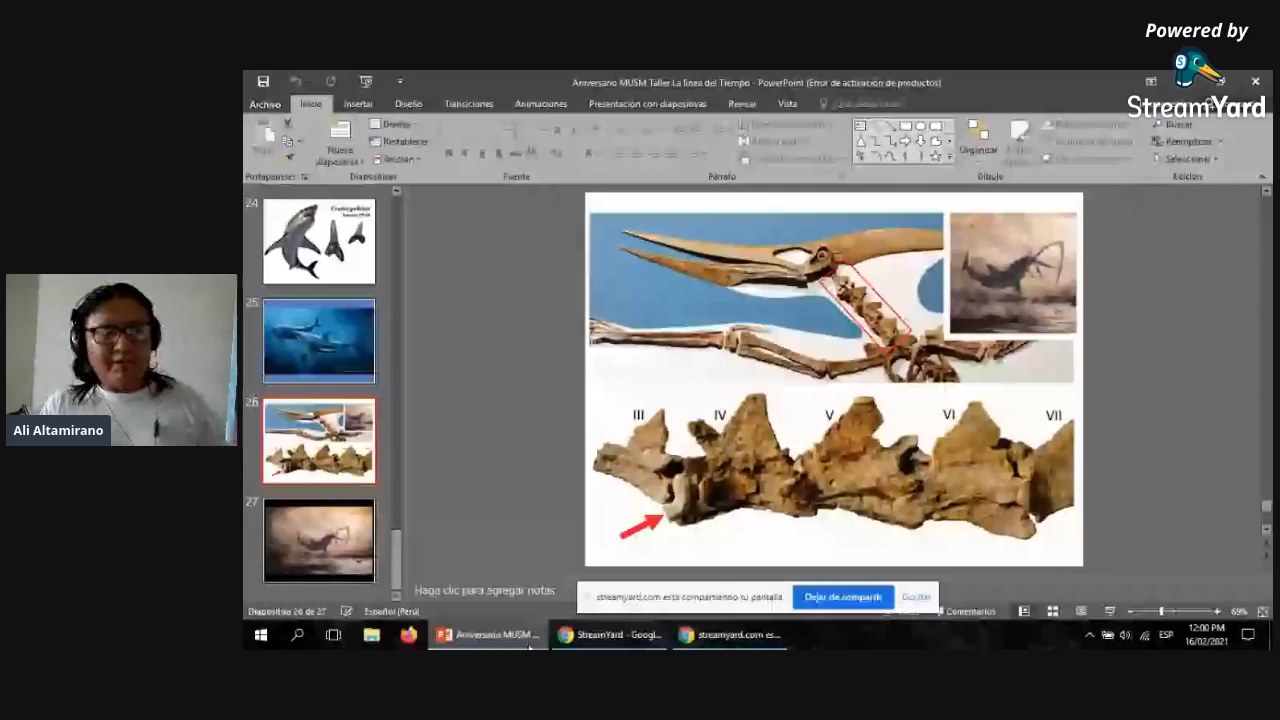 Powered by
StreamYard
Aniversario MUSM Taller La linea del Tiempo - PowerPoint (Error de activación de productos)
Archivo Inicio Insertar Diseño Transiciones Animaciones Presentación con diapositivas Revisar Vista
Nueva
diapositiva
Diseño
Restablecer
Sección
Organizar
Buscar
Reemplazar
Seleccionar
Portapapeles Diapositivas Fuente Párrafo Dibujo Edición
24
25
26
27
III IV V VI VII
Ali Altamirano
Haga clic para agregar notas
streamyard.com está compartiendo tu pantalla.
Dejar de compartir
Ocultar
Diapositiva 26 de 27 Español (Perú) Comentarios 69%
Aniversario MUSM ... StreamYard - Googl... streamyard.com es...
ESP
12:00 PM
16/02/2021